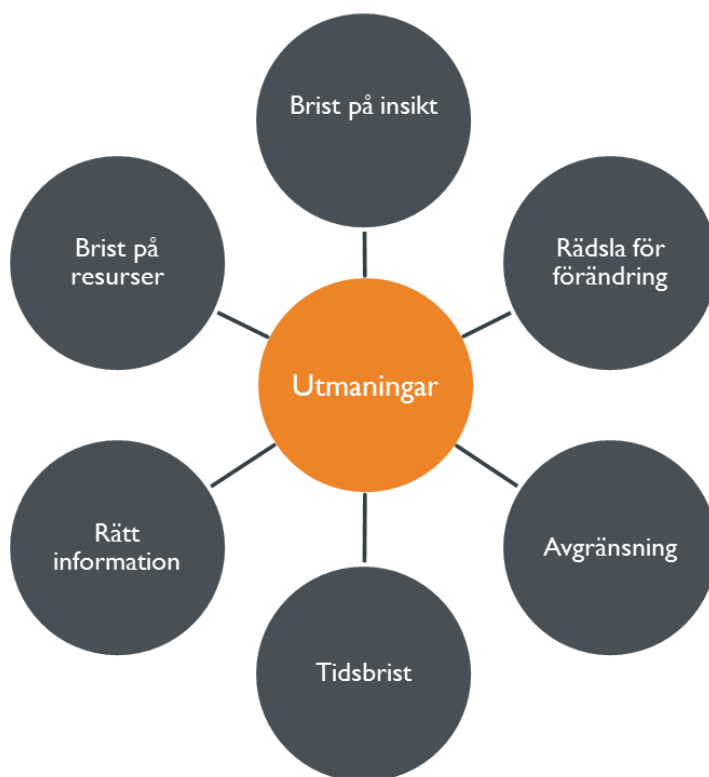 Brist på insikt
Brist på
resurser
Rädsla för
förändring
Utmaningar
Rätt
information
Avgränsning
Tidsbrist